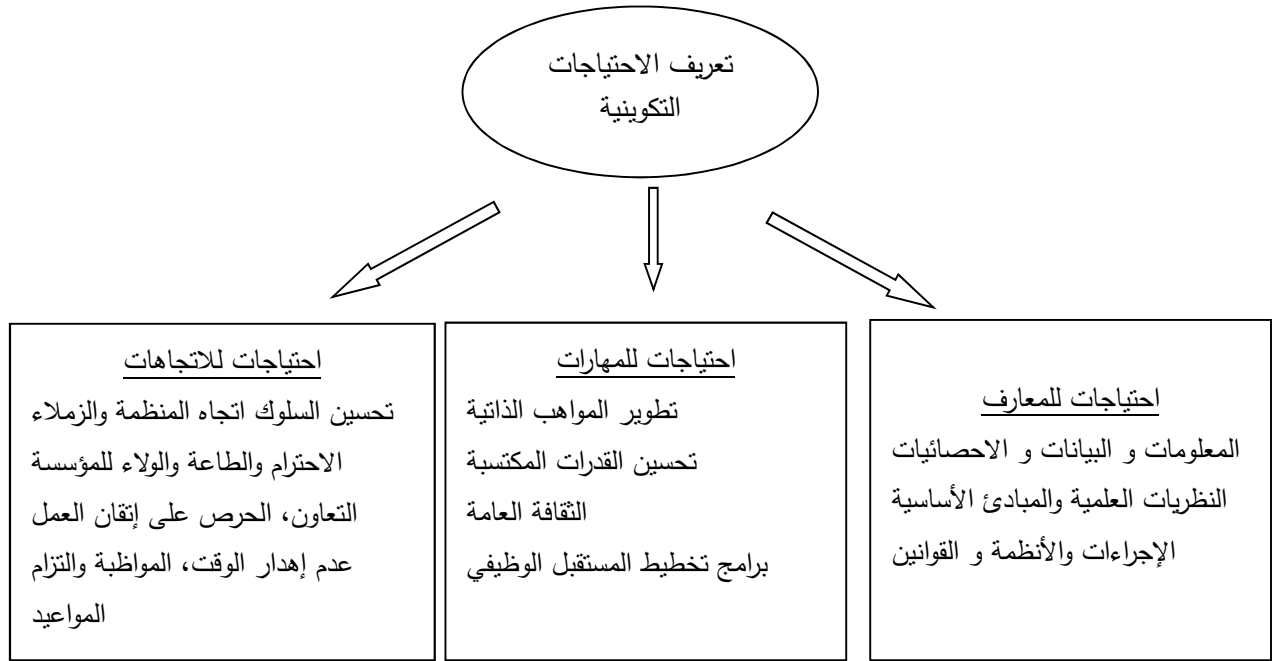 تعريف الاحتياجات
التكوينية
احتياجات للمعارف
المعلومات و البيانات و الاحصائيات
النظريات العلمية والمبادئ الأساسية
الإجراءات والأنظمة و القوانين
احتياجات للمهارات
تطوير المواهب الذاتية
تحسين القدرات المكتسبة
الثقافة العامة
برامج تخطيط المستقبل الوظيفي
احتياجات للاتجاهات
تحسين السلوك اتجاه المنظمة والزملاء
الاحترام والطاعة والولاء للمؤسسة
التعاون، الحرص على إتقان العمل
عدم إهدار الوقت، المواظبة والتزام
المواعيد